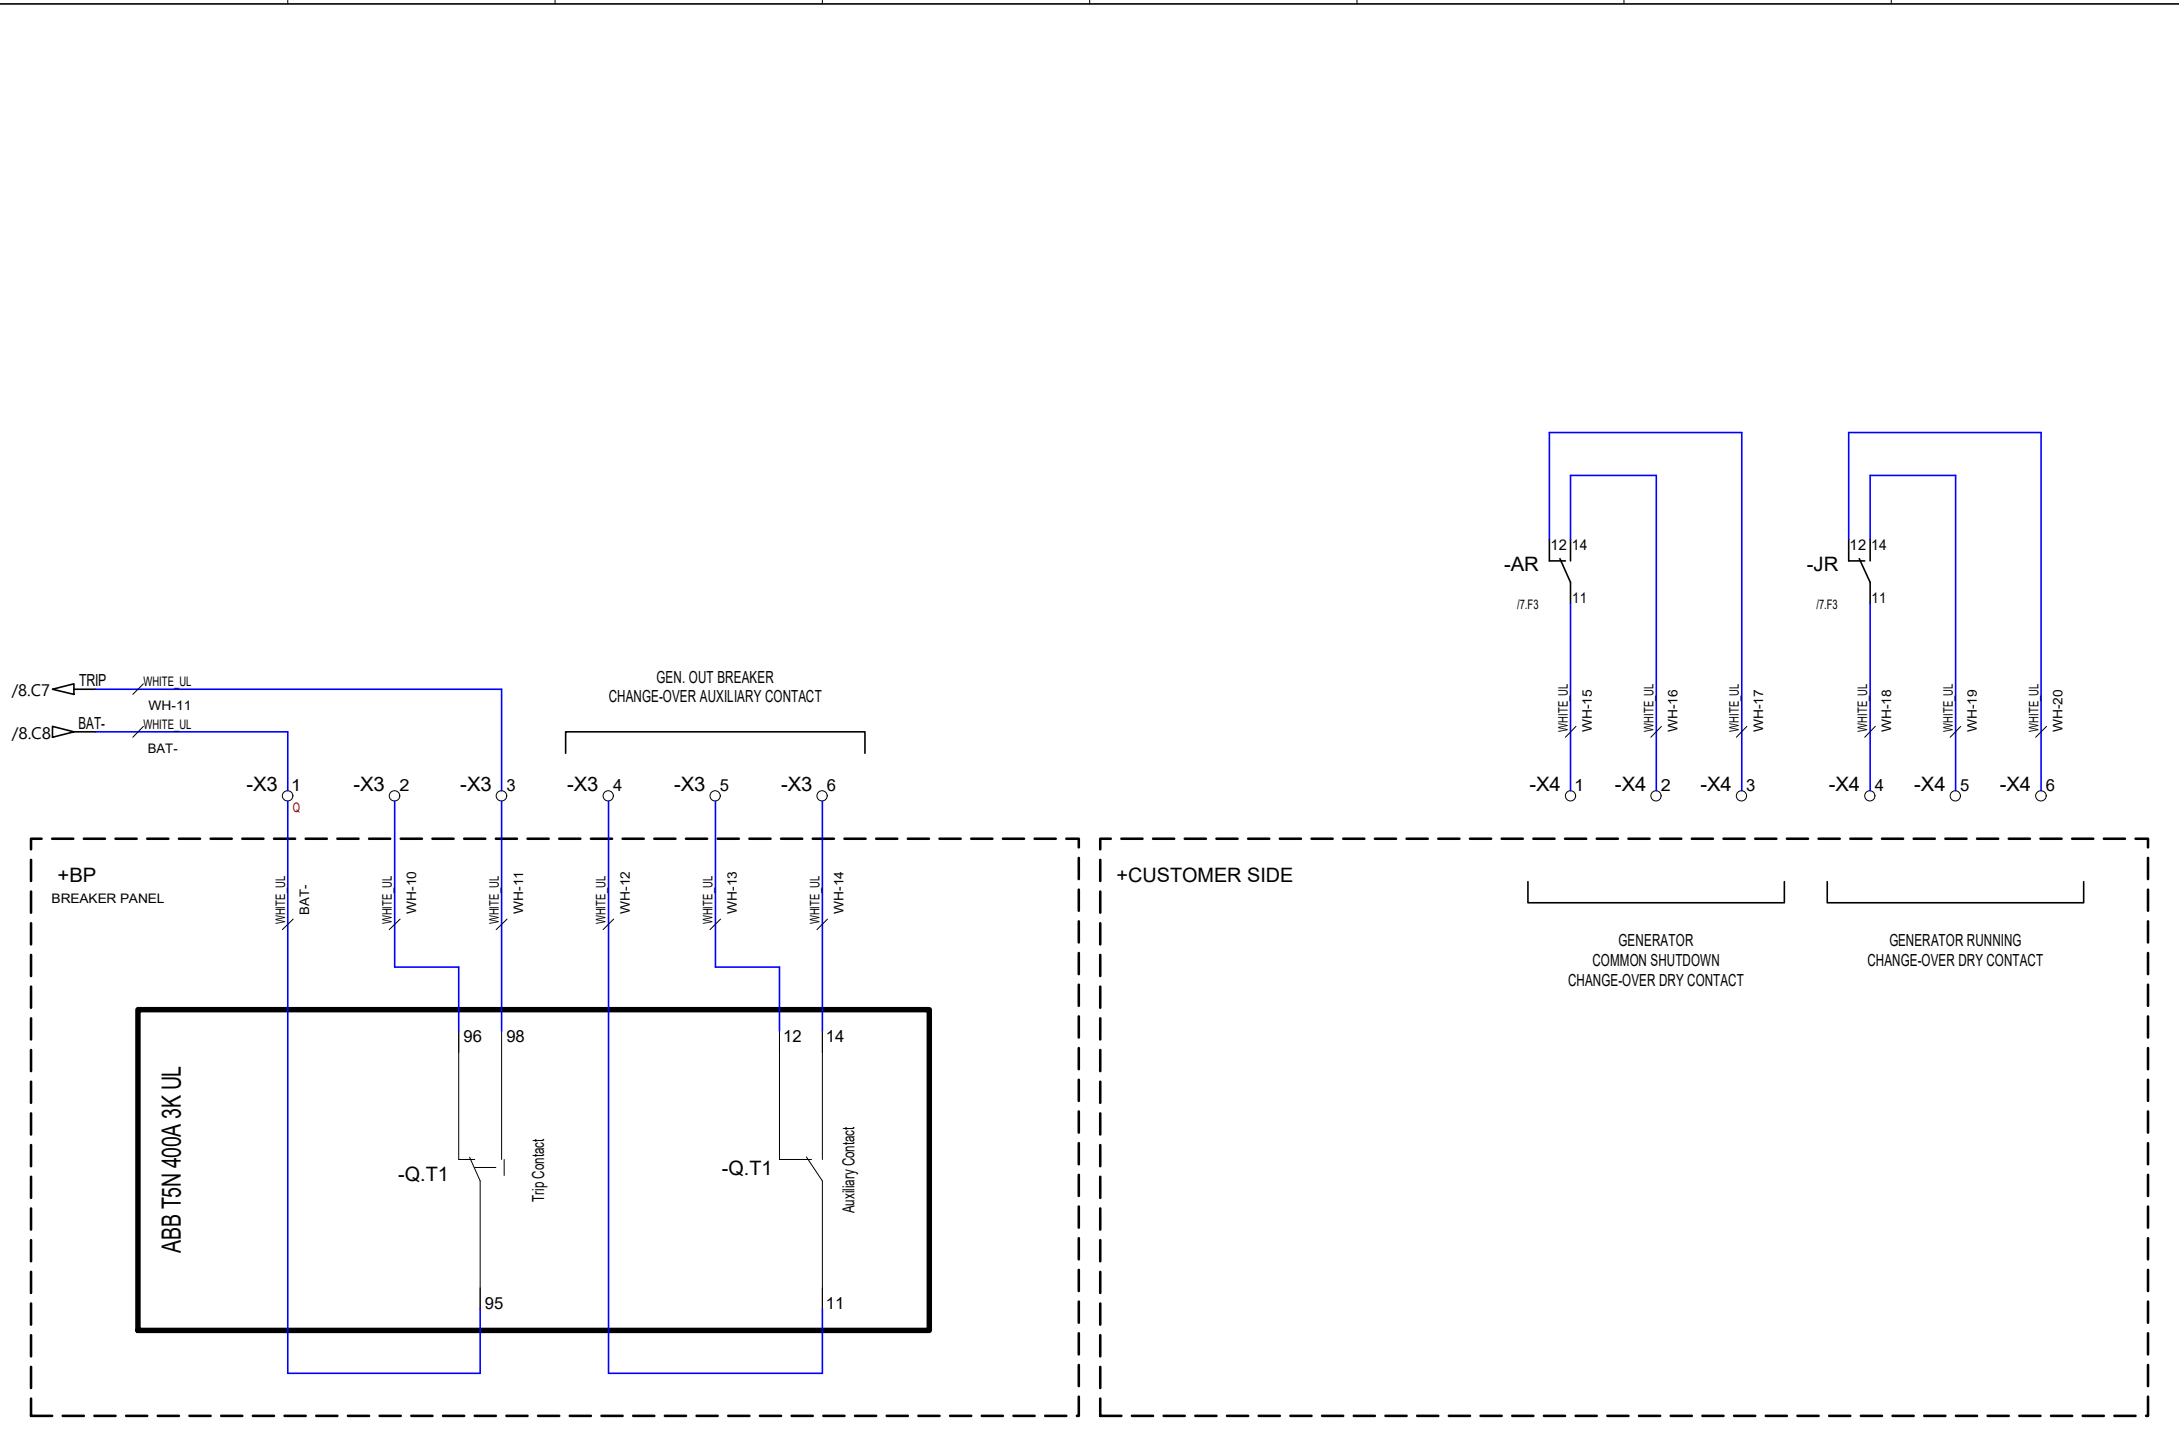 -AR
12
14
11
/7.F3
-JR
12
14
11
/7.F3
/8.C7
TRIP
WHITE_UL
WH-11
/8.C8
BAT-
WHITE_UL
BAT-
GEN. OUT BREAKER
CHANGE-OVER AUXILIARY CONTACT
WHITE_UL
WH-15
WHITE_UL
WH-16
WHITE_UL
WH-17
WHITE_UL
WH-18
WHITE_UL
WH-19
WHITE_UL
WH-20
-X3 1
Q
-X3 2
-X3 3
-X3 4
-X3 5
-X3 6
-X4 1
-X4 2
-X4 3
-X4 4
-X4 5
-X4 6
+BP
BREAKER PANEL
WHITE_UL
BAT-
WHITE_UL
WH-10
WHITE_UL
WH-11
WHITE_UL
WH-12
WHITE_UL
WH-13
WHITE_UL
WH-14
+CUSTOMER SIDE
GENERATOR
COMMON SHUTDOWN
CHANGE-OVER DRY CONTACT
GENERATOR RUNNING
CHANGE-OVER DRY CONTACT
ABB T5N 400A 3K UL
96
98
-Q.T1
Trip Contact
95
12
14
-Q.T1
Auxiliary Contact
11